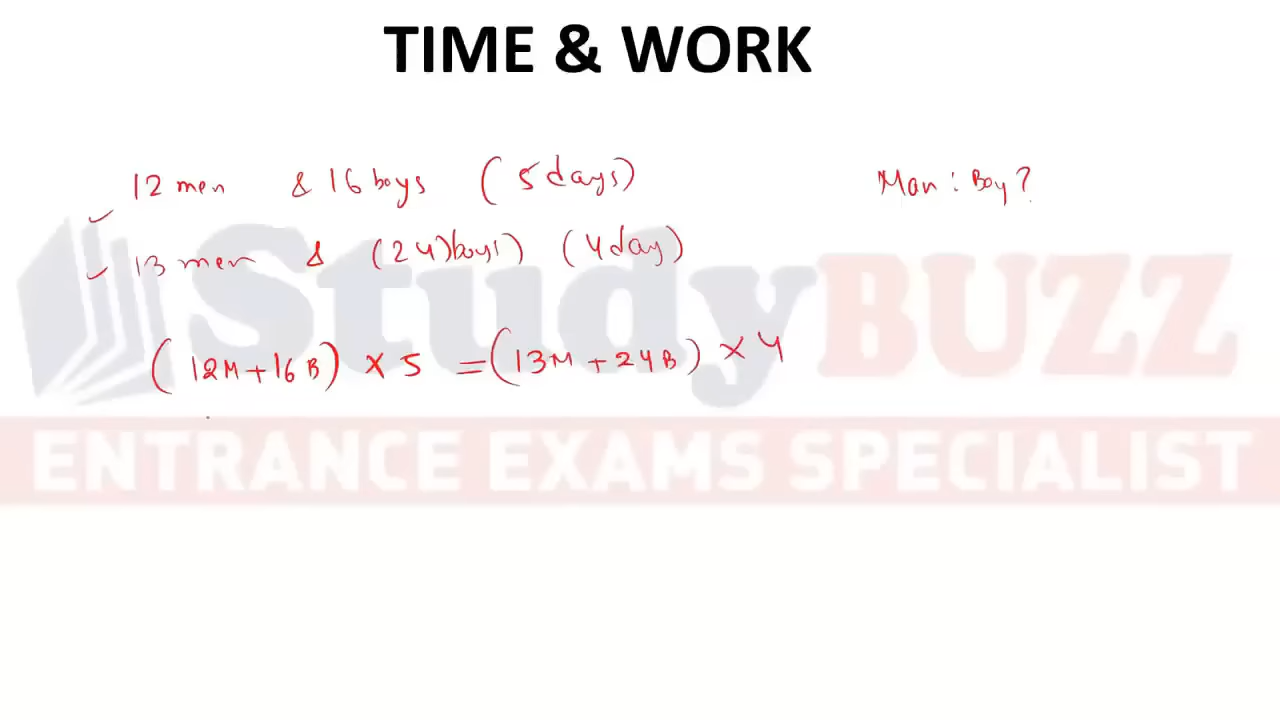 TIME & WORK
12 men & 16 boys (5 days) Man : Boy ?
13 men & (24) boys) (4 day)
(12M + 16B) × 5 = (13M + 24B) × 4
StudyBUZZ
ENTRANCE EXAMS SPECIALIST